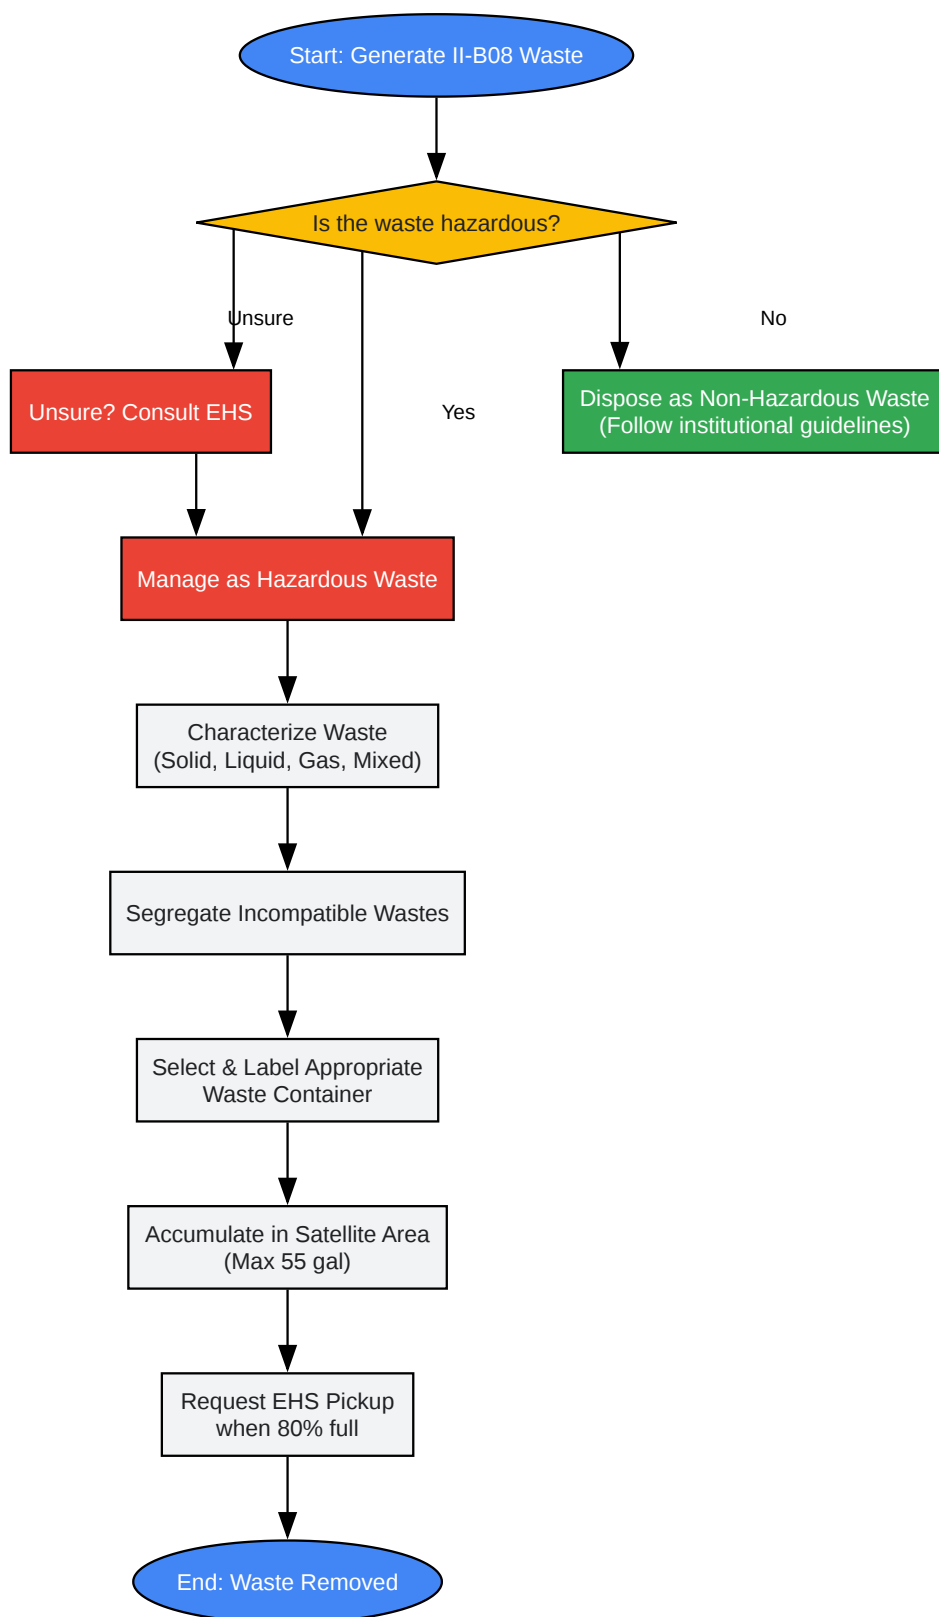 Start: Generate II-B08 Waste
Is the waste hazardous?
Unsure
No
Unsure? Consult EHS
Yes
Dispose as Non-Hazardous Waste
(Follow institutional guidelines)
Manage as Hazardous Waste
Characterize Waste
(Solid, Liquid, Gas, Mixed)
Segregate Incompatible Wastes
Select & Label Appropriate
Waste Container
Accumulate in Satellite Area
(Max 55 gal)
Request EHS Pickup
when 80% full
End: Waste Removed